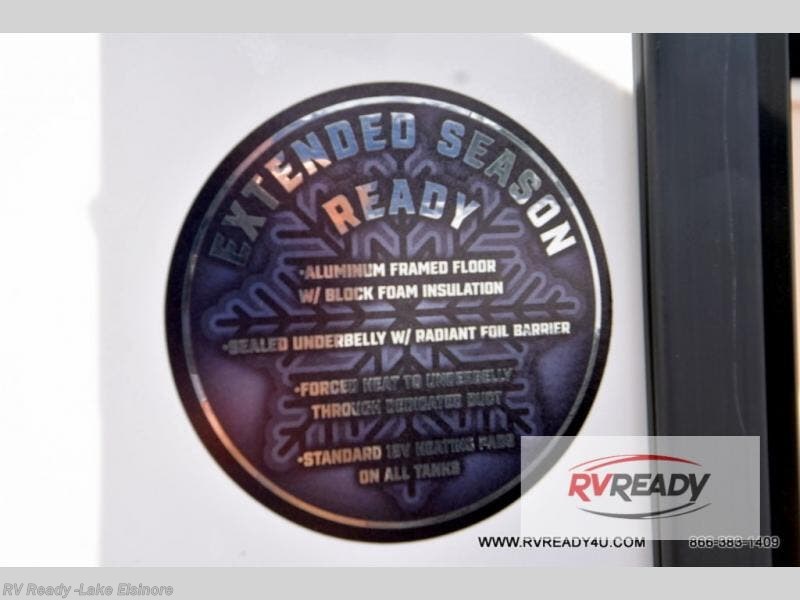 EXTENDED SEASON
READY
•ALUMINUM FRAMED FLOOR
W/ BLOCK FOAM INSULATION
•SEALED UNDERBELLY W/ RADIANT FOIL BARRIER
•FORCED HEAT TO UNDERBELLY
THROUGH DEDICATED DUCT
•STANDARD 12V HEATING PADS
ON ALL TANKS
RVREADY
WWW.RVREADY4U.COM 866-383-1409
RV Ready -Lake Elsinore